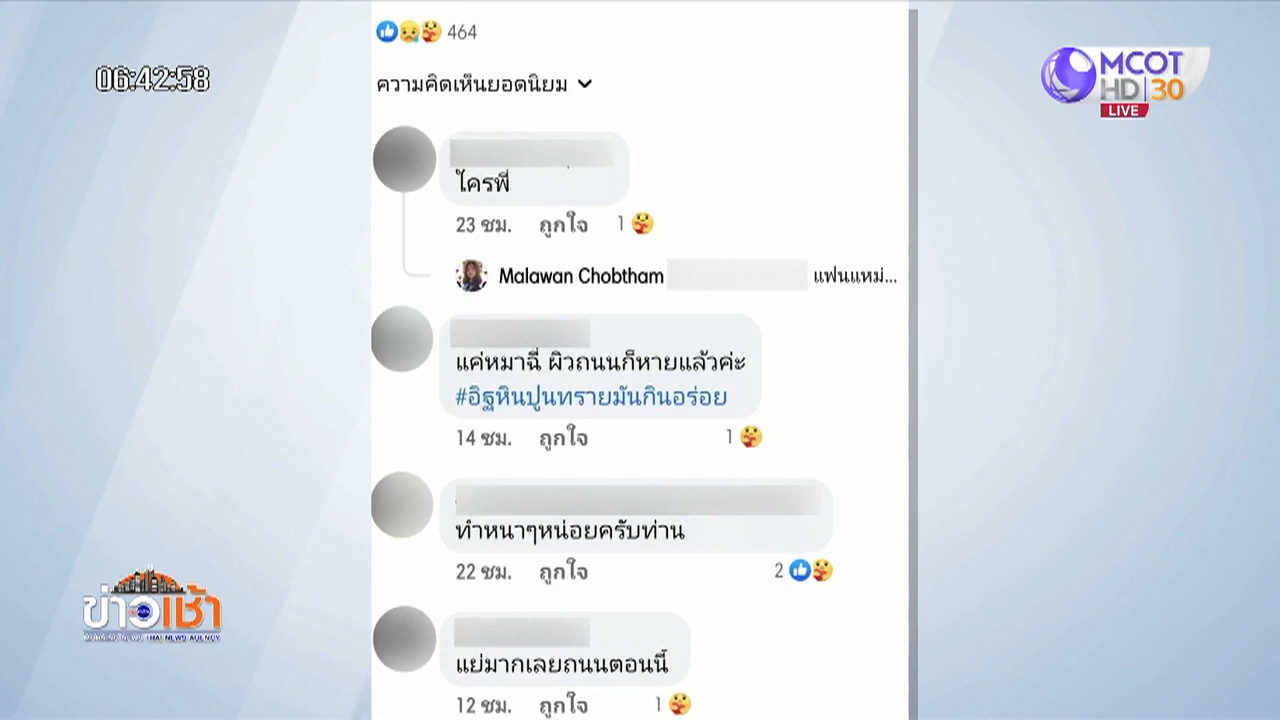 464
06:42:58
MCOT
HD 30
LIVE
ความคิดเห็นยอดนิยม
ใครพี่
23 ชม. ถูกใจ 1
Malawan Chobtham แฟนแหม่...
แค่หมาฉี่ ผิวถนนก็หายแล้วค่ะ
#อิฐหินปูนทรายมันกินอร่อย
14 ชม. ถูกใจ 1
ทำหนาๆหน่อยครับท่าน
22 ชม. ถูกใจ 2
ข่าวเช้า
MORNING NEWS THAI NEWS AGENCY
แย่มากเลยถนนตอนนี้
12 ชม. ถูกใจ 1